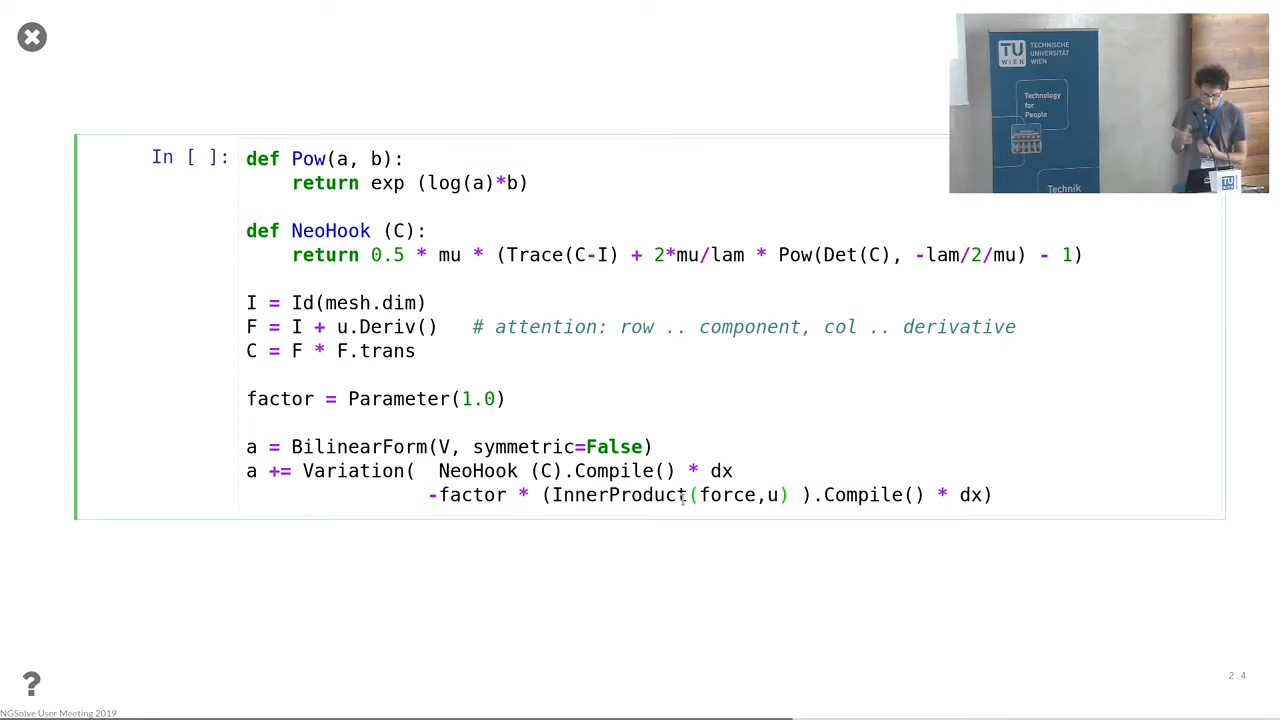 TU
WIEN
TECHNISCHE
UNIVERSITÄT
WIEN
Technology
for
People
Technik
TU
In [ ]:
def Pow(a, b):
    return exp (log(a)*b)
def NeoHook (C):
    return 0.5 * mu * (Trace(C-I) + 2*mu/lam * Pow(Det(C), -lam/2/mu) - 1)
I = Id(mesh.dim)
F = I + u.Deriv()   # attention: row .. component, col .. derivative
C = F * F.trans
factor = Parameter(1.0)
a = BilinearForm(V, symmetric=False)
a += Variation(  NeoHook (C).Compile() * dx
                -factor * (InnerProduct(force,u) ).Compile() * dx)
?
2.4
NGSolve User Meeting 2019